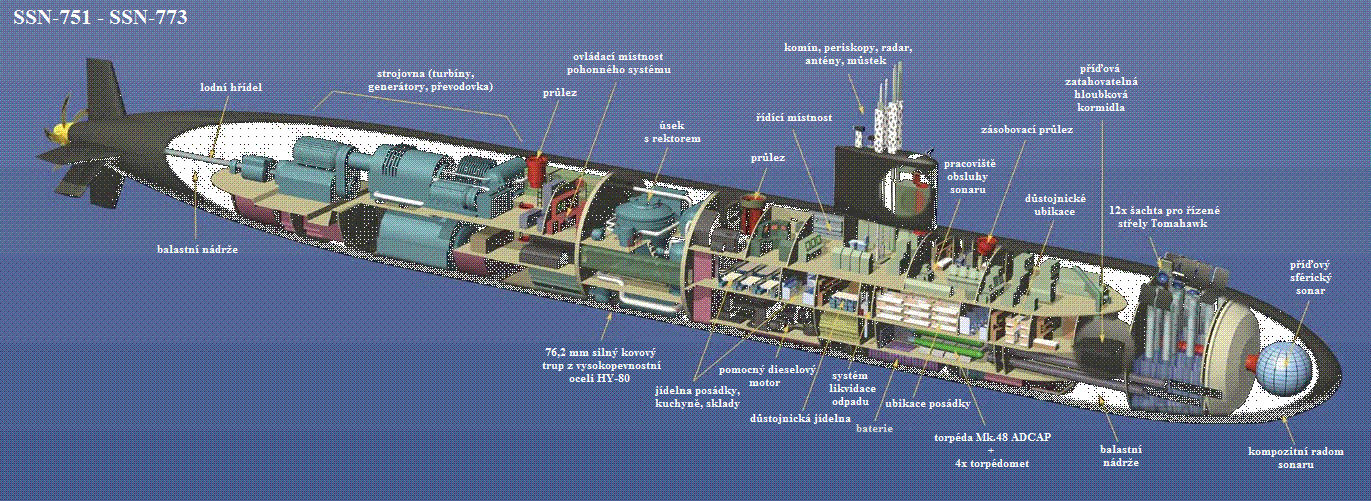 SSN-751 - SSN-773
komín, periskopy, radar,
antény, můstek
ovládací místnost
pohonného systému
strojovna (turbíny,
generátory, převodovka)
lodní hřídel
průlez
příďová
zatahovatelná
hloubková
kormidla
úsek
s rektorem
řídící místnost
zásobovací průlez
průlez
pracoviště
obsluhy
sonaru
důstojnické
ubikace
12x šachta pro řízené
střely Tomahawk
balastní nádrže
příďový
sférický
sonar
76,2 mm silný kovový
trup z vysokopevnostní
oceli HY-80
jídelna posádky,
kuchyně, sklady
pomocný dieselový
motor
důstojnická jídelna
systém
likvidace
odpadu
baterie
ubikace posádky
torpéda Mk.48 ADCAP
+
4x torpédomet
balastní
nádrže
kompozitní radom
sonaru